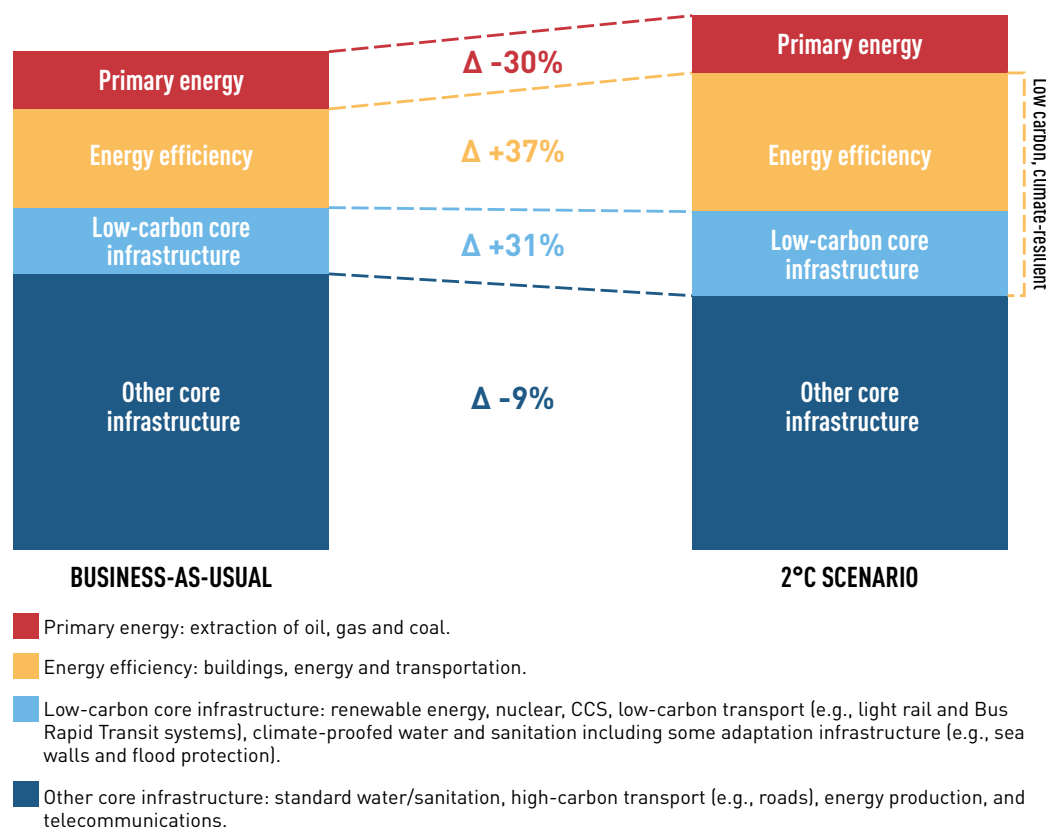 Primary energy
Δ -30%
Primary energy
Energy efficiency
Δ +37%
Energy efficiency
Low-carbon core
infrastructure
Δ +31%
Low-carbon core
infrastructure
Low carbon, climate-resilient
Other core
infrastructure
Δ -9%
Other core
infrastructure
BUSINESS-AS-USUAL
2°C SCENARIO
Primary energy: extraction of oil, gas and coal.
Energy efficiency: buildings, energy and transportation.
Low-carbon core infrastructure: renewable energy, nuclear, CCS, low-carbon transport (e.g., light rail and Bus
Rapid Transit systems), climate-proofed water and sanitation including some adaptation infrastructure (e.g., sea
walls and flood protection).
Other core infrastructure: standard water/sanitation, high-carbon transport (e.g., roads), energy production, and
telecommunications.